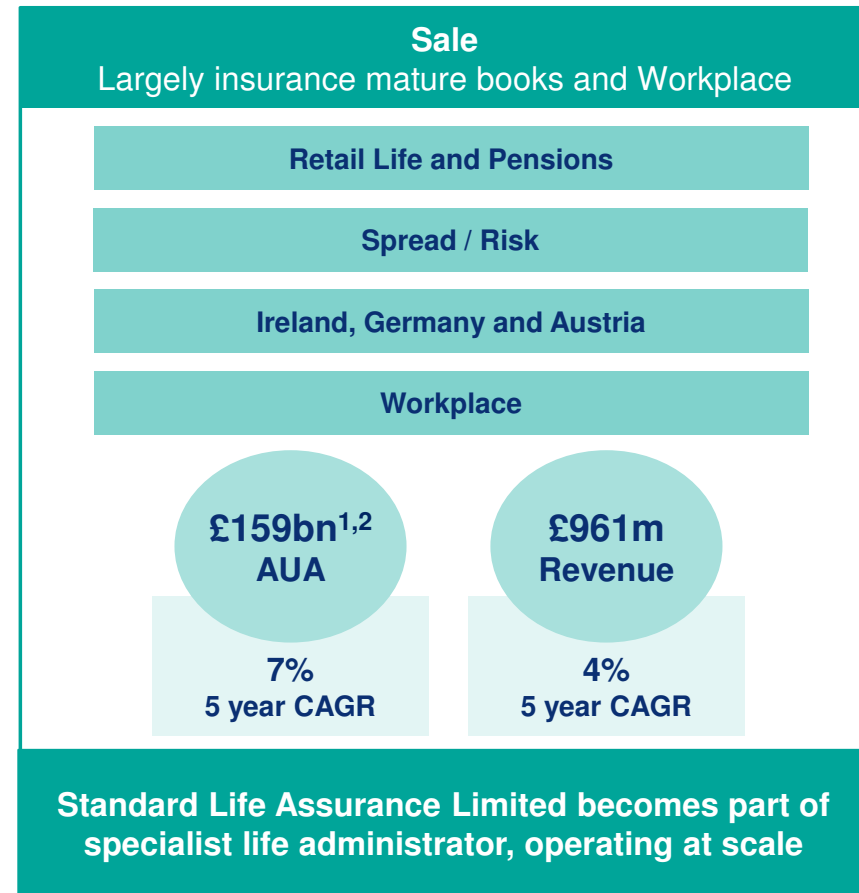 Sale
Largely insurance mature books and Workplace
Retail Life and Pensions
Spread / Risk
Ireland, Germany and Austria
Workplace
£159bn1,2
AUA
£961m
Revenue
7%
5 year CAGR
4%
5 year CAGR
Standard Life Assurance Limited becomes part of
specialist life administrator, operating at scale